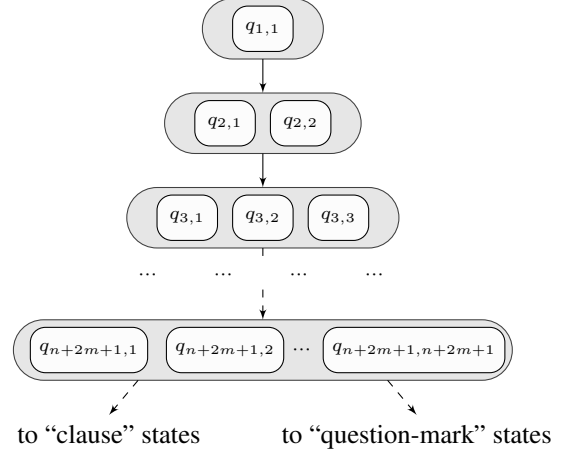 q1,1
q2,1 q2,2
q3,1 q3,2 q3,3
... ... ... ...
qn+2m+1,1 qn+2m+1,2 ... qn+2m+1,n+2m+1
to “clause” states to “question-mark” states